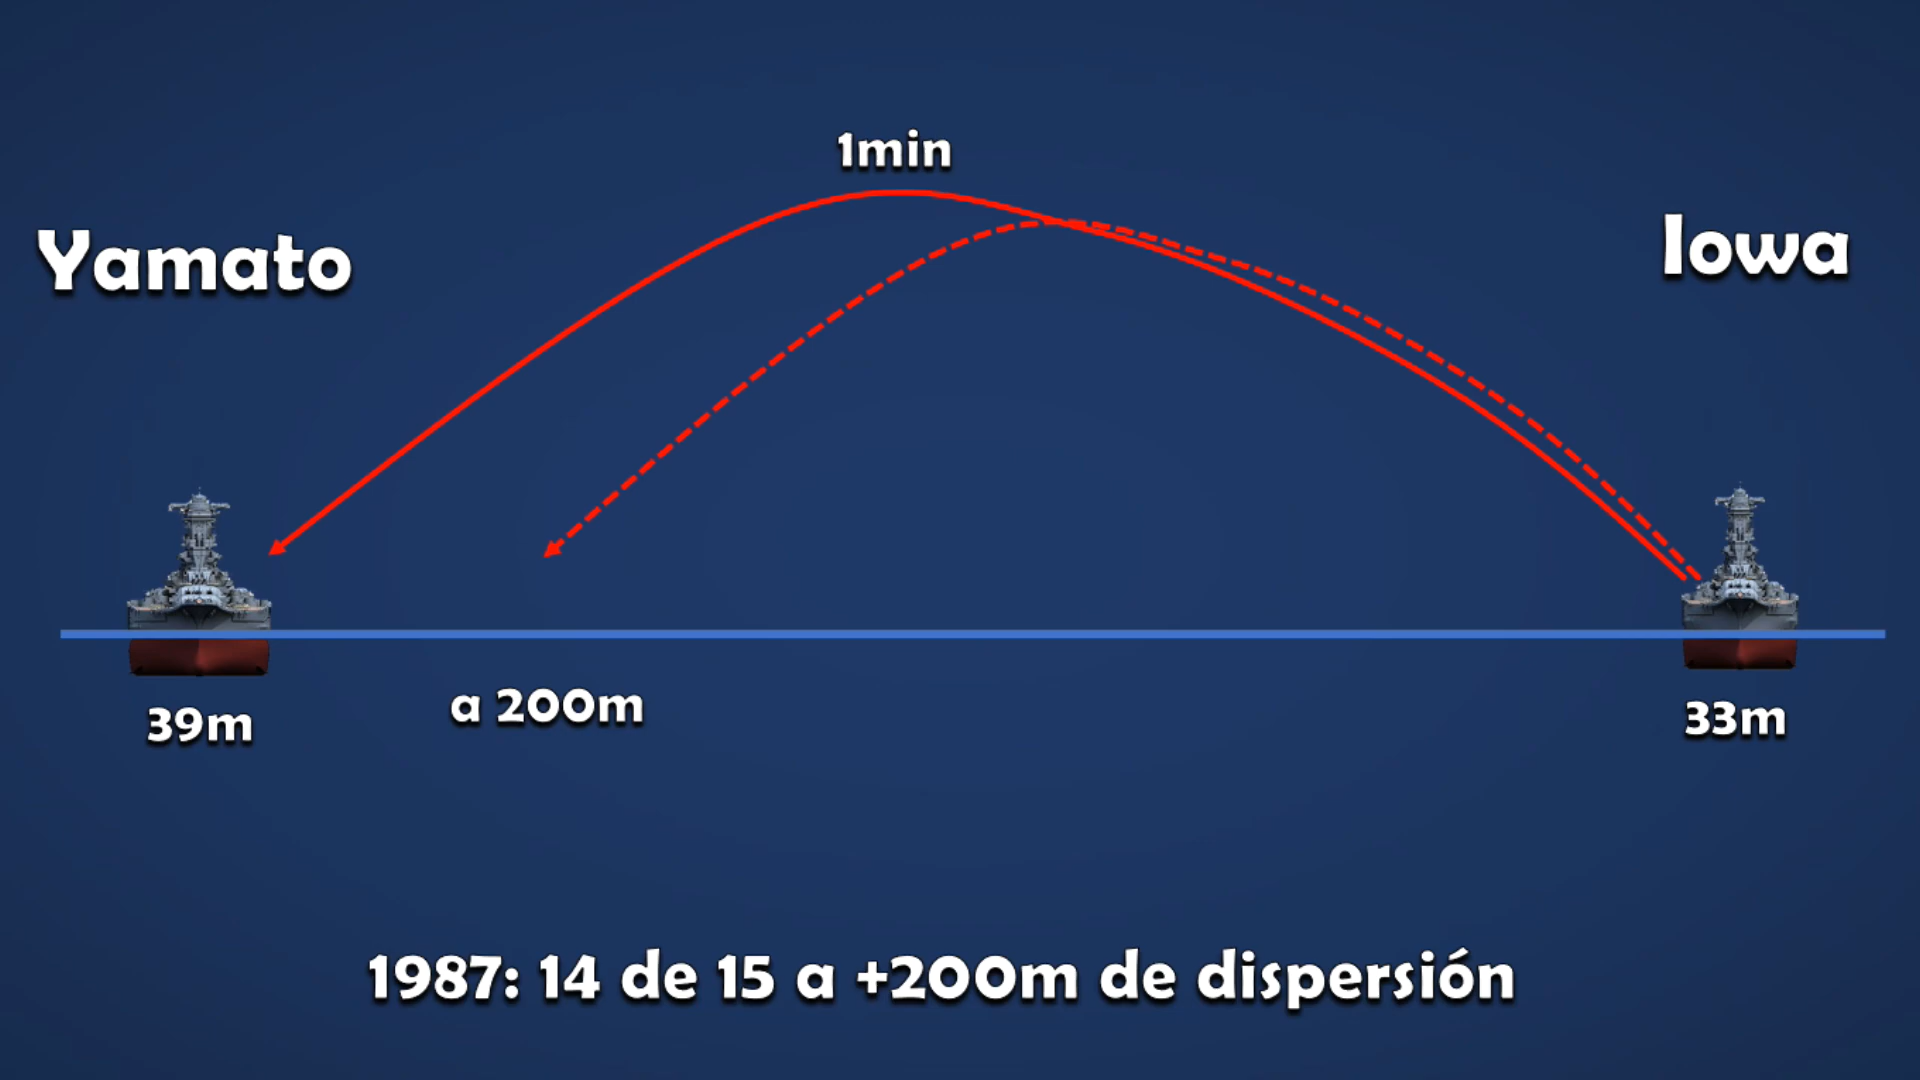 1min
Yamato
Iowa
39m
a 200m
33m
1987: 14 de 15 a +200m de dispersión